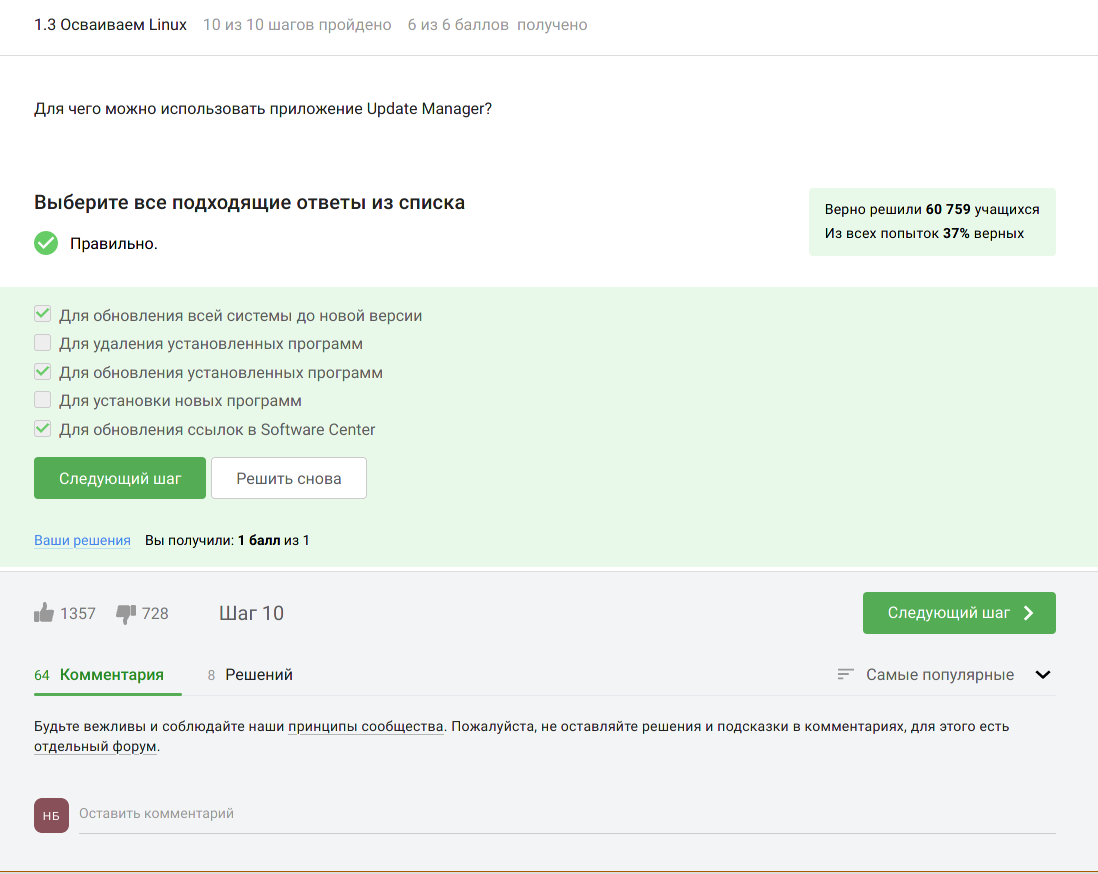 1.3 Осваиваем Linux 10 из 10 шагов пройдено 6 из 6 баллов получено
Для чего можно использовать приложение Update Manager?
Выберите все подходящие ответы из списка
Правильно.
Верно решили 60 759 учащихся
Из всех попыток 37% верных
Для обновления всей системы до новой версии
Для удаления установленных программ
Для обновления установленных программ
Для установки новых программ
Для обновления ссылок в Software Center
Следующий шаг Решить снова
Ваши решения Вы получили: 1 балл из 1
1357 728 Шаг 10 Следующий шаг
64 Комментария 8 Решений Самые популярные
Будьте вежливы и соблюдайте наши принципы сообщества. Пожалуйста, не оставляйте решения и подсказки в комментариях, для этого есть
отдельный форум.
НБ Оставить комментарий